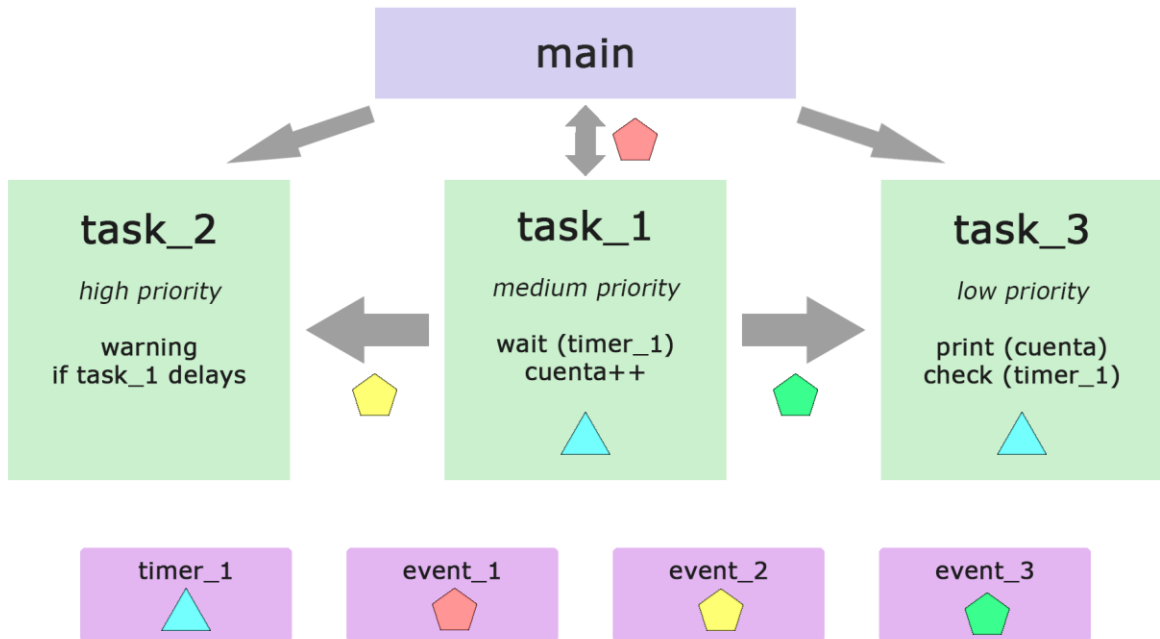 main
task_2
high priority
warning
if task_1 delays
task_1
medium priority
wait (timer_1)
cuenta++
task_3
low priority
print (cuenta)
check (timer_1)
timer_1
event_1
event_2
event_3